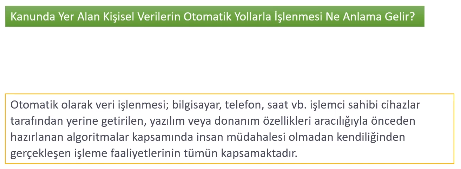 Kanunda Yer Alan Kişisel Verilerin Otomatik Yollarla İşlenmesi Ne Anlama Gelir?
Otomatik olarak veri işlenmesi; bilgisayar, telefon, saat vb. işlemci sahibi cihazlar
tarafından yerine getirilen, yazılım veya donanım özellikleri aracılığıyla önceden
hazırlanan algoritmalar kapsamında insan müdahalesi olmadan kendiliğinden
gerçekleşen işleme faaliyetlerinin tümün kapsamaktadır.